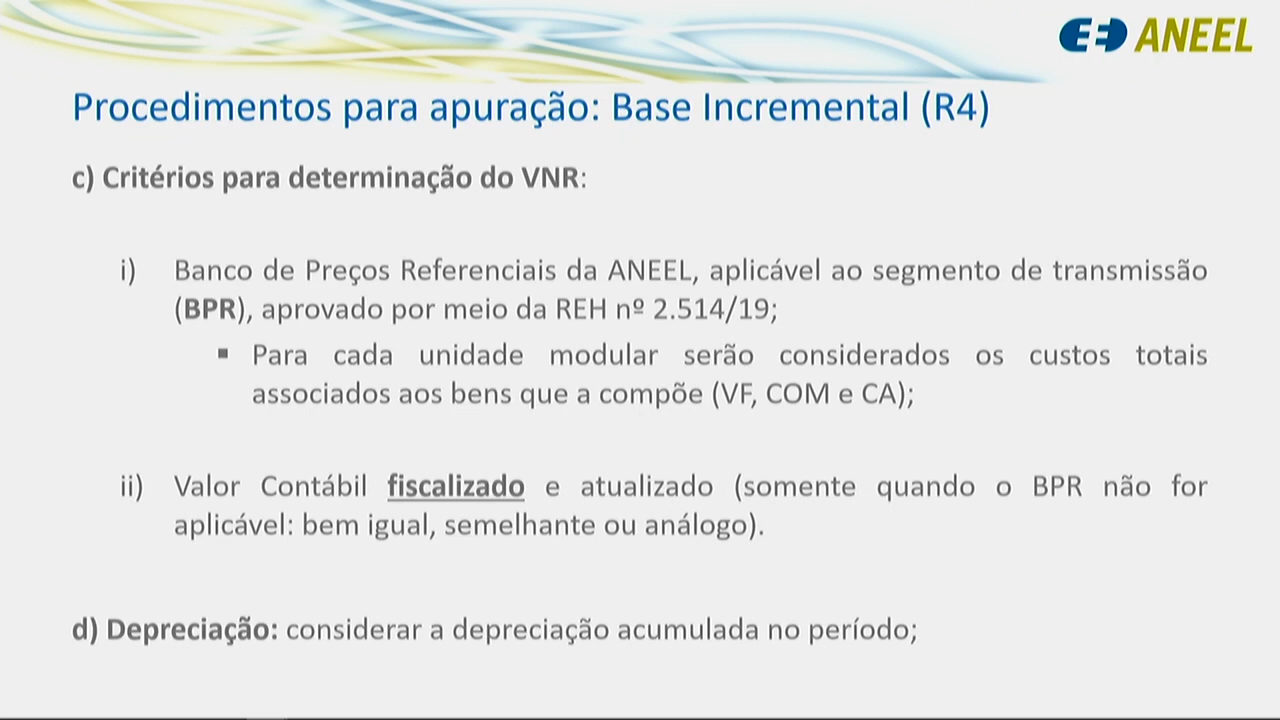 ANEEL
Procedimentos para apuração: Base Incremental (R4)
c) Critérios para determinação do VNR:
i) Banco de Preços Referenciais da ANEEL, aplicável ao segmento de transmissão
(BPR), aprovado por meio da REH nº 2.514/19;
▪ Para cada unidade modular serão considerados os custos totais
associados aos bens que a compõe (VF, COM e CA);
ii) Valor Contábil fiscalizado e atualizado (somente quando o BPR não for
aplicável: bem igual, semelhante ou análogo).
d) Depreciação: considerar a depreciação acumulada no período;